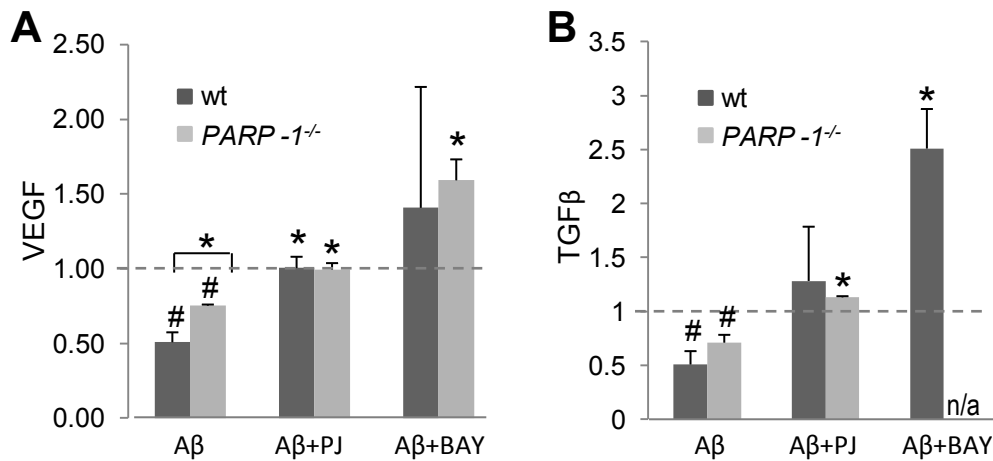 A
VEGF
2.50
2.00
1.50
1.00
0.50
0.00
wt
PARP -1-/-
*
#
#
*
*
*
Aβ
Aβ+PJ
Aβ+BAY
B
TGFβ
3.5
3
2.5
2
1.5
1
0.5
0
wt
PARP -1-/-
#
#
*
*
n/a
Aβ
Aβ+PJ
Aβ+BAY